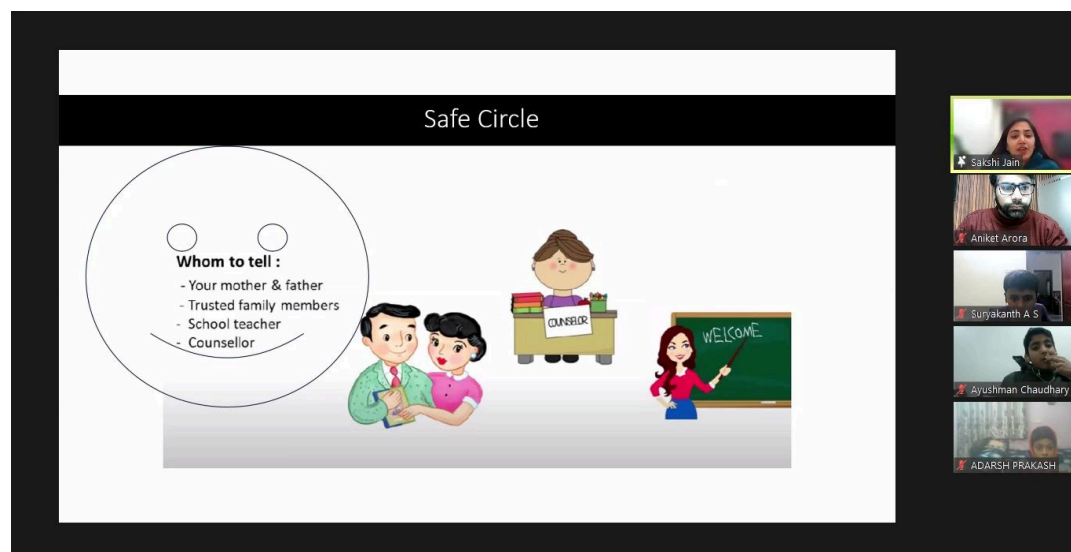 Safe Circle
Whom to tell :
- Your mother & father
- Trusted family members
- School teacher
- Counsellor
COUNSELOR
WELCOME
Sakshi Jain
Aniket Arora
Suryakanth A S
Ayushman Chaudhary
ADARSH PRAKASH